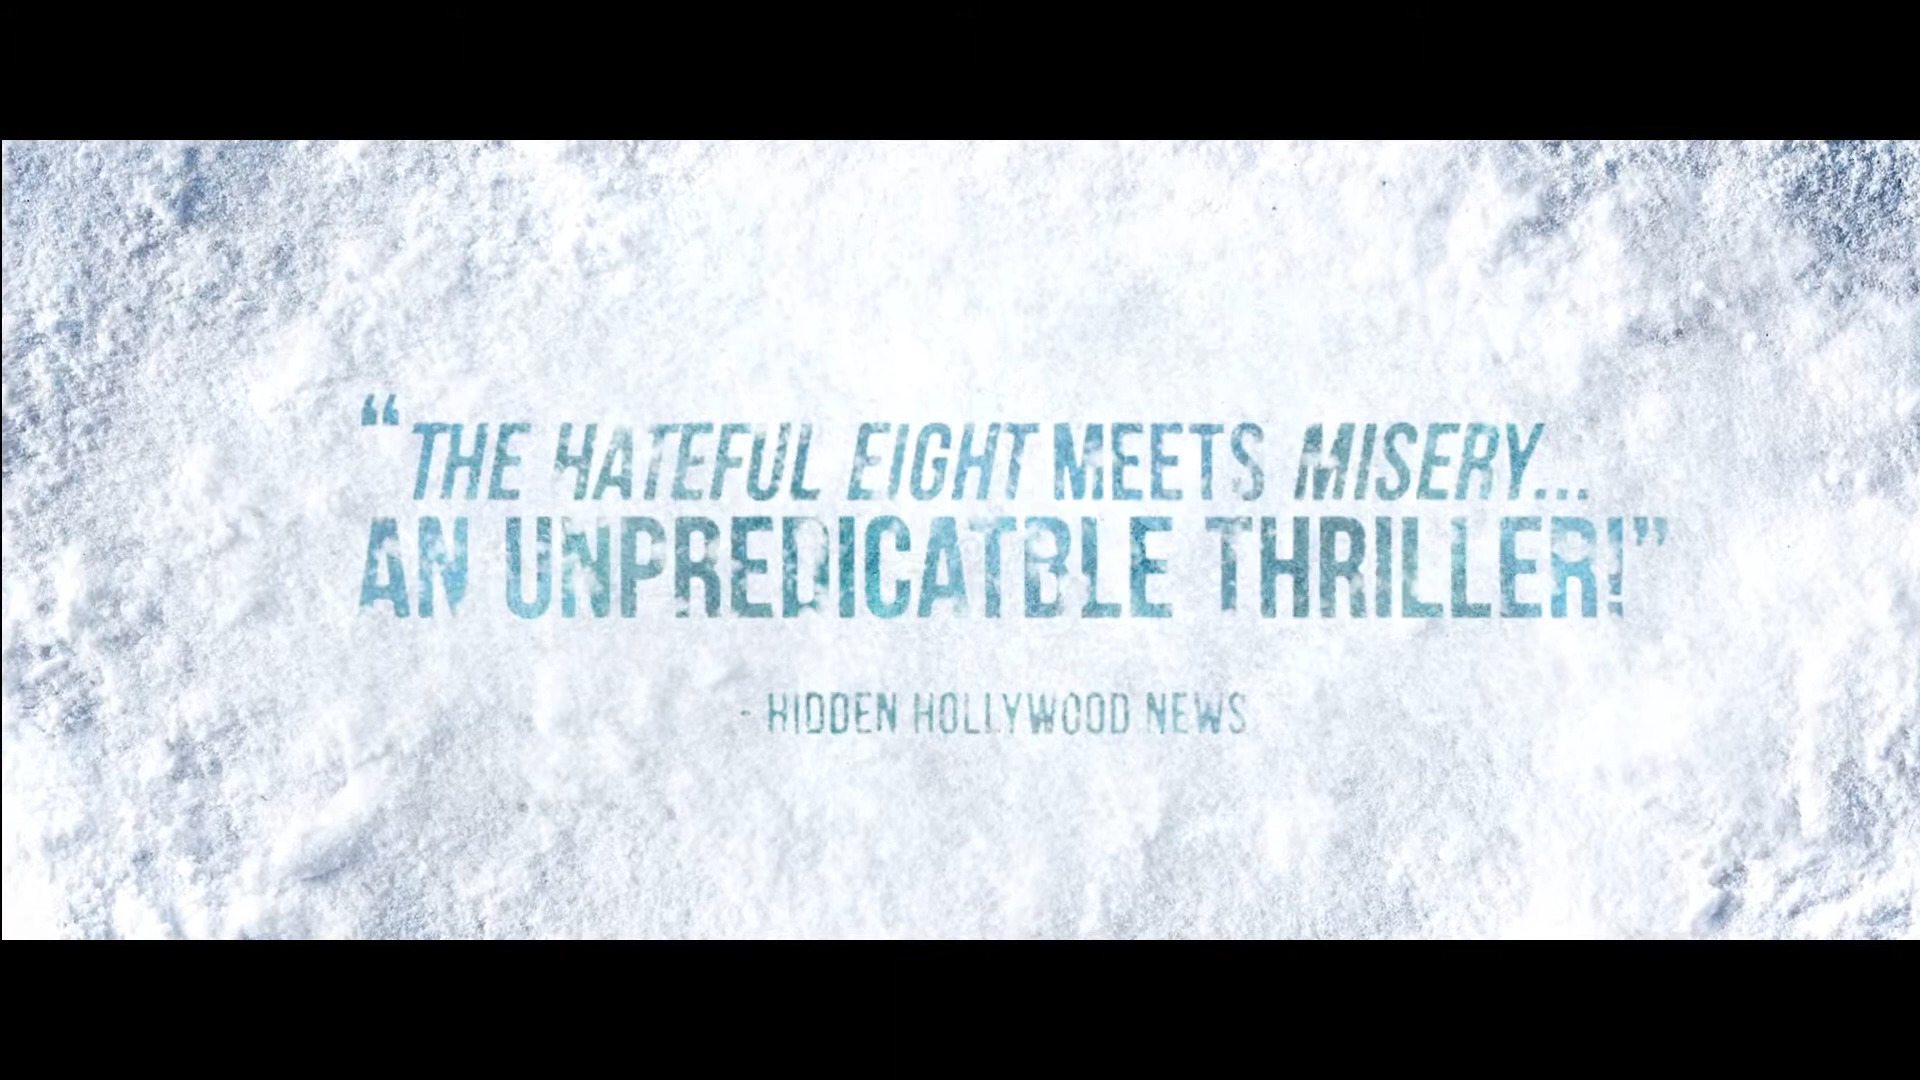 “THE HATEFUL EIGHT MEETS MISERY...
AN UNPREDICATBLE THRILLER!”
- HIDDEN HOLLYWOOD NEWS